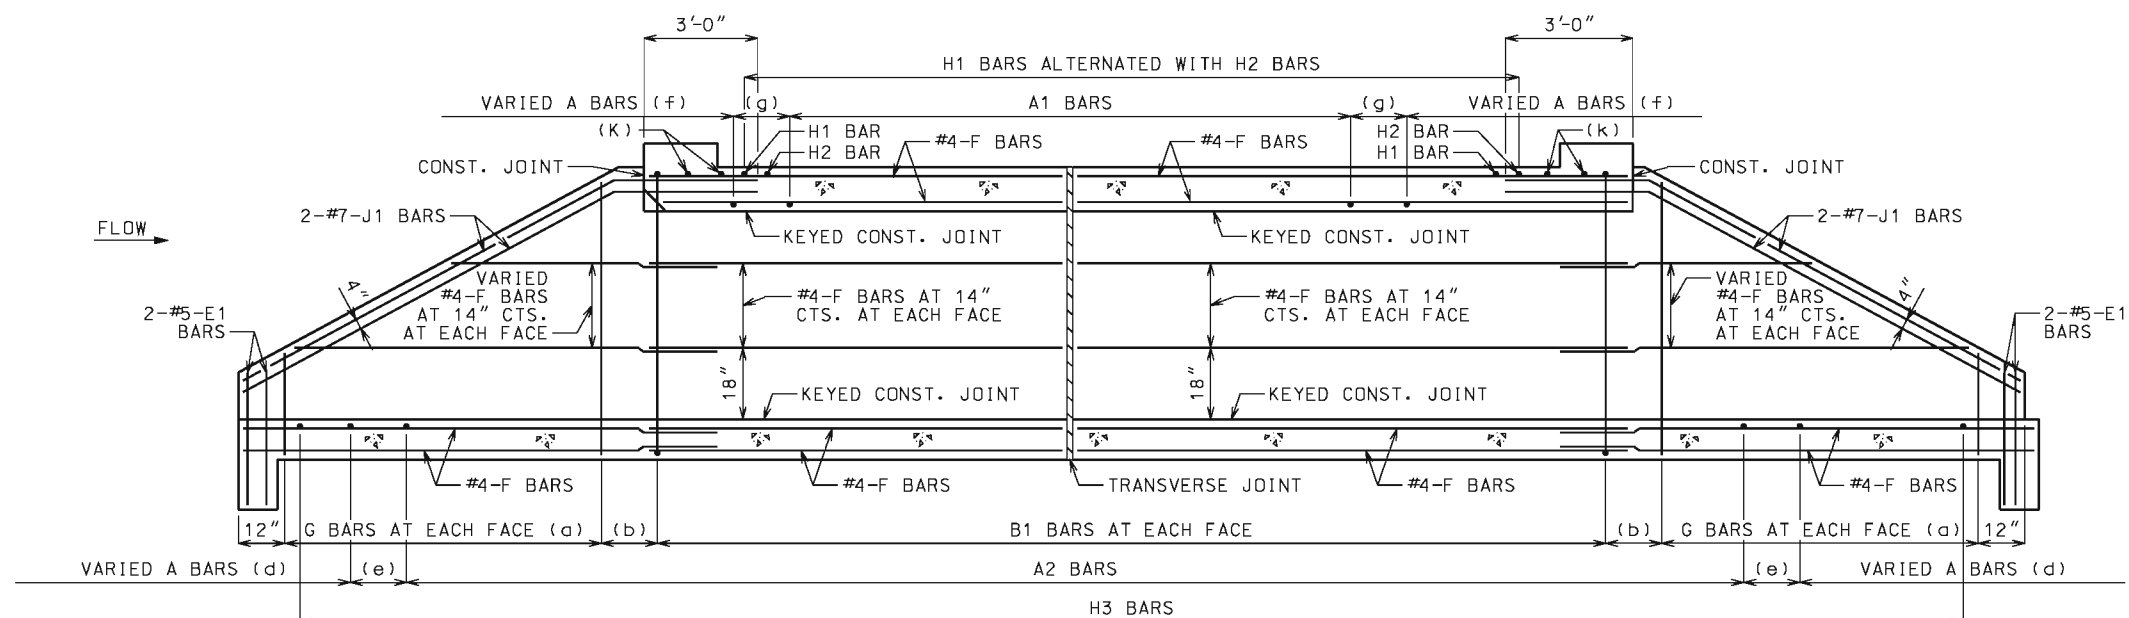 3'-0"
3'-0"
H1 BARS ALTERNATED WITH H2 BARS
VARIED A BARS (f)
(g)
A1 BARS
(g)
VARIED A BARS (f)
(K)
H1 BAR
H2 BAR
#4-F BARS
#4-F BARS
H2 BAR
H1 BAR
(k)
CONST. JOINT
CONST. JOINT
2-#7-J1 BARS
2-#7-J1 BARS
FLOW
KEYED CONST. JOINT
KEYED CONST. JOINT
VARIED
#4-F BARS
AT 14" CTS.
AT EACH FACE
#4-F BARS AT 14"
CTS. AT EACH FACE
#4-F BARS AT 14"
CTS. AT EACH FACE
VARIED
#4-F BARS
AT 14" CTS.
AT EACH FACE
4"
4"
2-#5-E1
BARS
2-#5-E1
BARS
18"
18"
KEYED CONST. JOINT
KEYED CONST. JOINT
#4-F BARS
#4-F BARS
TRANSVERSE JOINT
#4-F BARS
#4-F BARS
12"
G BARS AT EACH FACE (a)
(b)
B1 BARS AT EACH FACE
(b)
G BARS AT EACH FACE (a)
12"
VARIED A BARS (d)
(e)
A2 BARS
(e)
VARIED A BARS (d)
H3 BARS